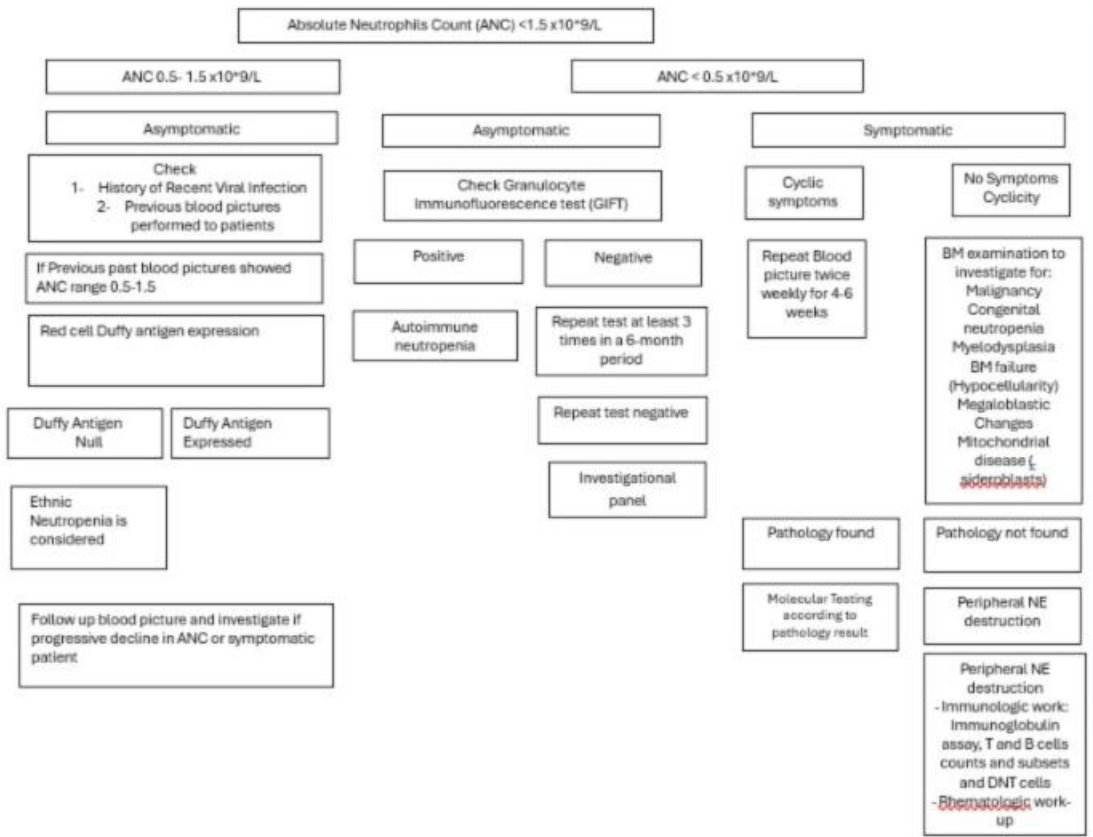 Absolute Neutrophils Count (ANC) <1.5 x10*9/L
ANC 0.5- 1.5 x10*9/L
ANC < 0.5 x10*9/L
Asymptomatic
Asymptomatic
Symptomatic
Check
1- History of Recent Viral Infection
2- Previous blood pictures
performed to patients
Check Granulocyte
Immunofluorescence test (GIFT)
Cyclic
symptoms
No Symptoms
Cyclicity
If Previous past blood pictures showed
ANC range 0.5-1.5
Positive
Negative
Repeat Blood
picture twice
weekly for 4-6
weeks
BM examination to
investigate for:
Malignancy
Congenital
neutropenia
Myelodysplasia
BM failure
(Hypocellularity)
Megaloblastic
Changes
Mitochondrial
disease (
sideroblasts)
Red cell Duffy antigen expression
Autoimmune
neutropenia
Repeat test at least 3
times in a 6-month
period
Duffy Antigen
Null
Duffy Antigen
Expressed
Repeat test negative
Investigational
panel
Ethnic
Neutropenia is
considered
Pathology found
Pathology not found
Follow up blood picture and investigate if
progressive decline in ANC or symptomatic
patient
Molecular Testing
according to
pathology result
Peripheral NE
destruction
Peripheral NE
destruction
- Immunologic work:
Immunoglobulin
assay, T and B cells
counts and subsets
and DNT cells
- Rhematologic work-
up